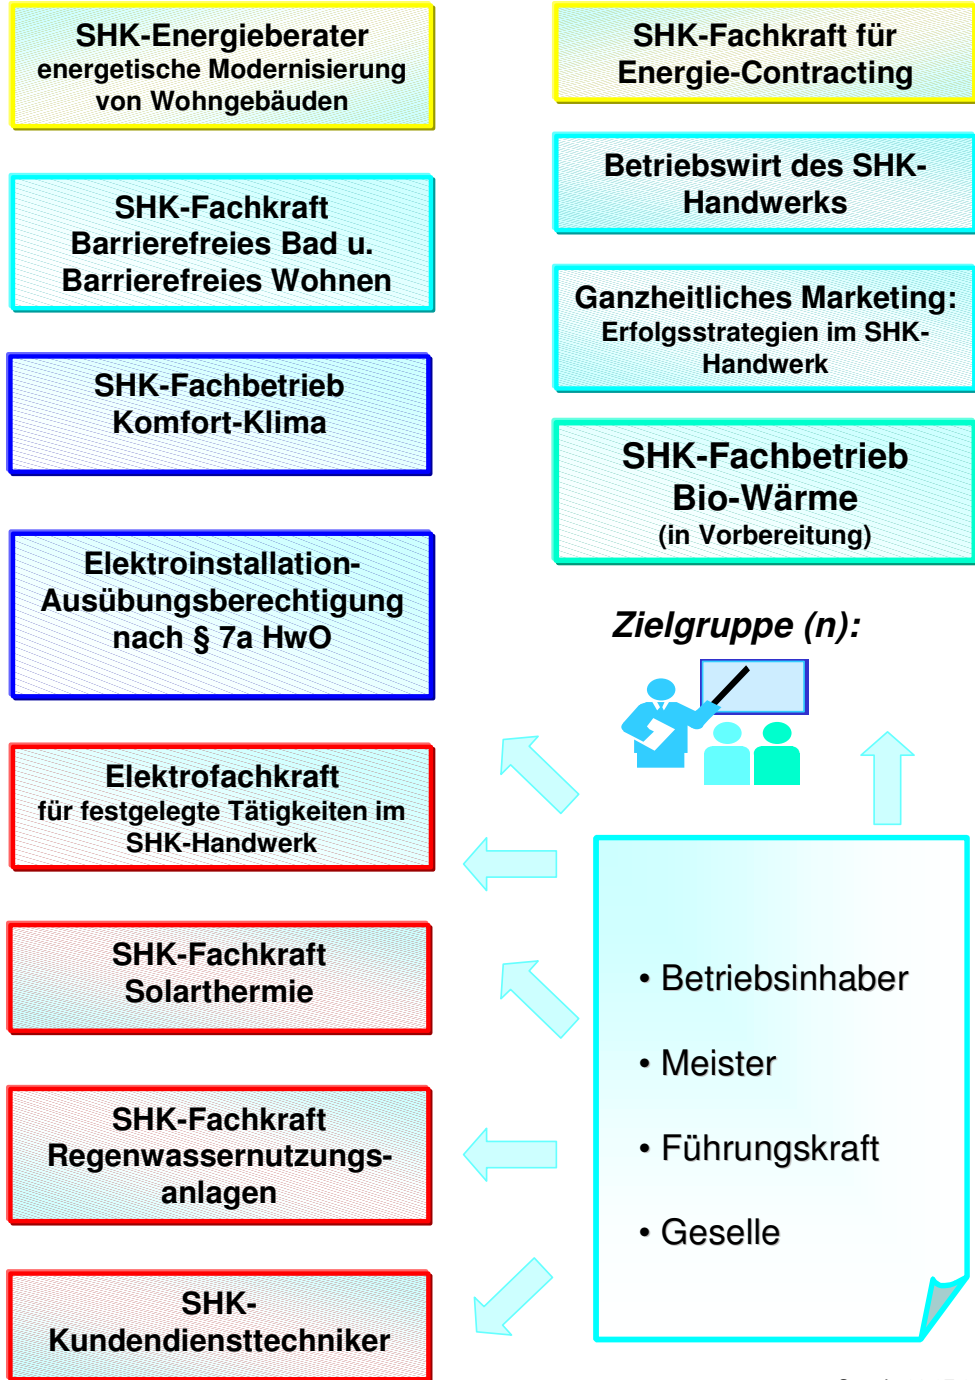 SHK-Energieberater
energetische Modernisierung
von Wohngebäuden
SHK-Fachkraft
Barrierefreies Bad u.
Barrierefreies Wohnen
SHK-Fachbetrieb
Komfort-Klima
Elektroinstallation-
Ausübungsberechtigung
nach § 7a HwO
Elektrofachkraft
für festgelegte Tätigkeiten im
SHK-Handwerk
SHK-Fachkraft
Solarthermie
SHK-Fachkraft
Regenwassernutzungs-
anlagen
SHK-
Kundendiensttechniker
SHK-Fachkraft für
Energie-Contracting
Betriebswirt des SHK-
Handwerks
Ganzheitliches Marketing:
Erfolgsstrategien im SHK-
Handwerk
SHK-Fachbetrieb
Bio-Wärme
(in Vorbereitung)
Zielgruppe (n):
• Betriebsinhaber
• Meister
• Führungskraft
• Geselle